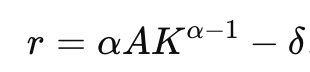 r = αAK^{α−1} − δ.